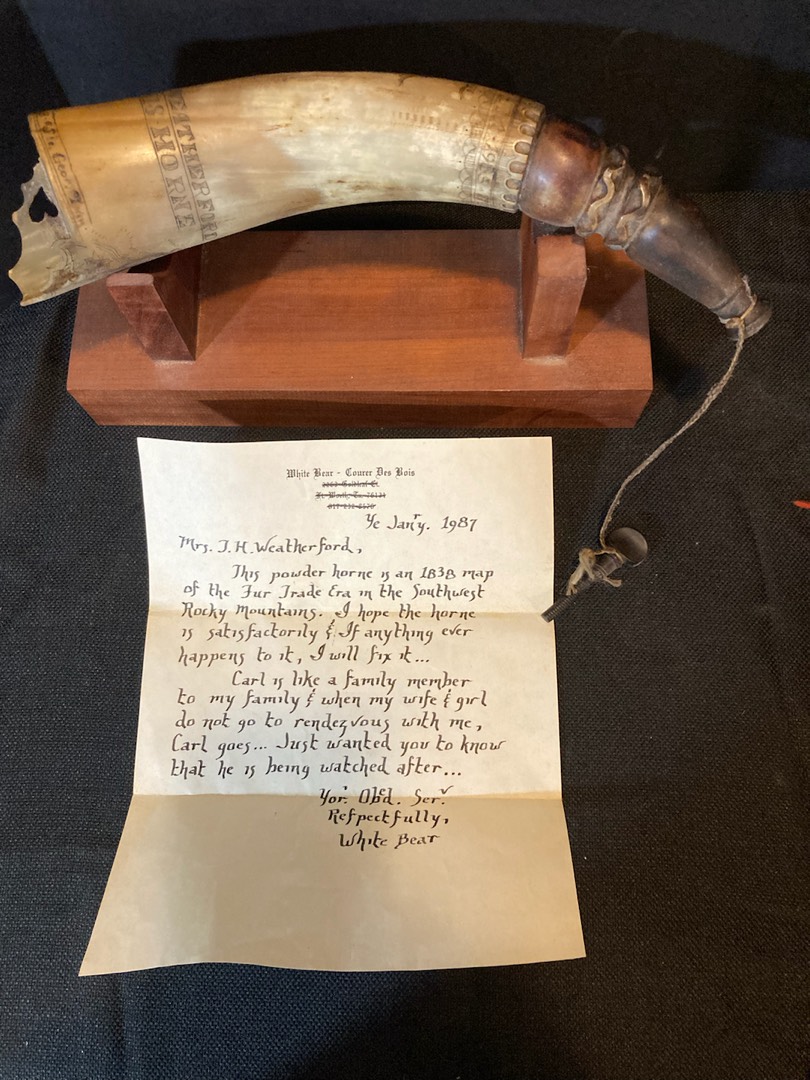 HORNE
White Bear - Courer Des Bois
Ye Janry. 1987
Mrs. J.H. Weatherford,
This powder horne is an 1838 map
of the Fur Trade Era in the Southwest
Rocky Mountains. I hope the horne
is satisfactorily & If anything ever
happens to it, I will fix it...
Carl is like a family member
to my family & when my wife & girl
do not go to rendezvous with me,
Carl goes... Just wanted you to know
that he is being watched after...
Yor. Obed. Ser.
Refpectfully,
White Bear